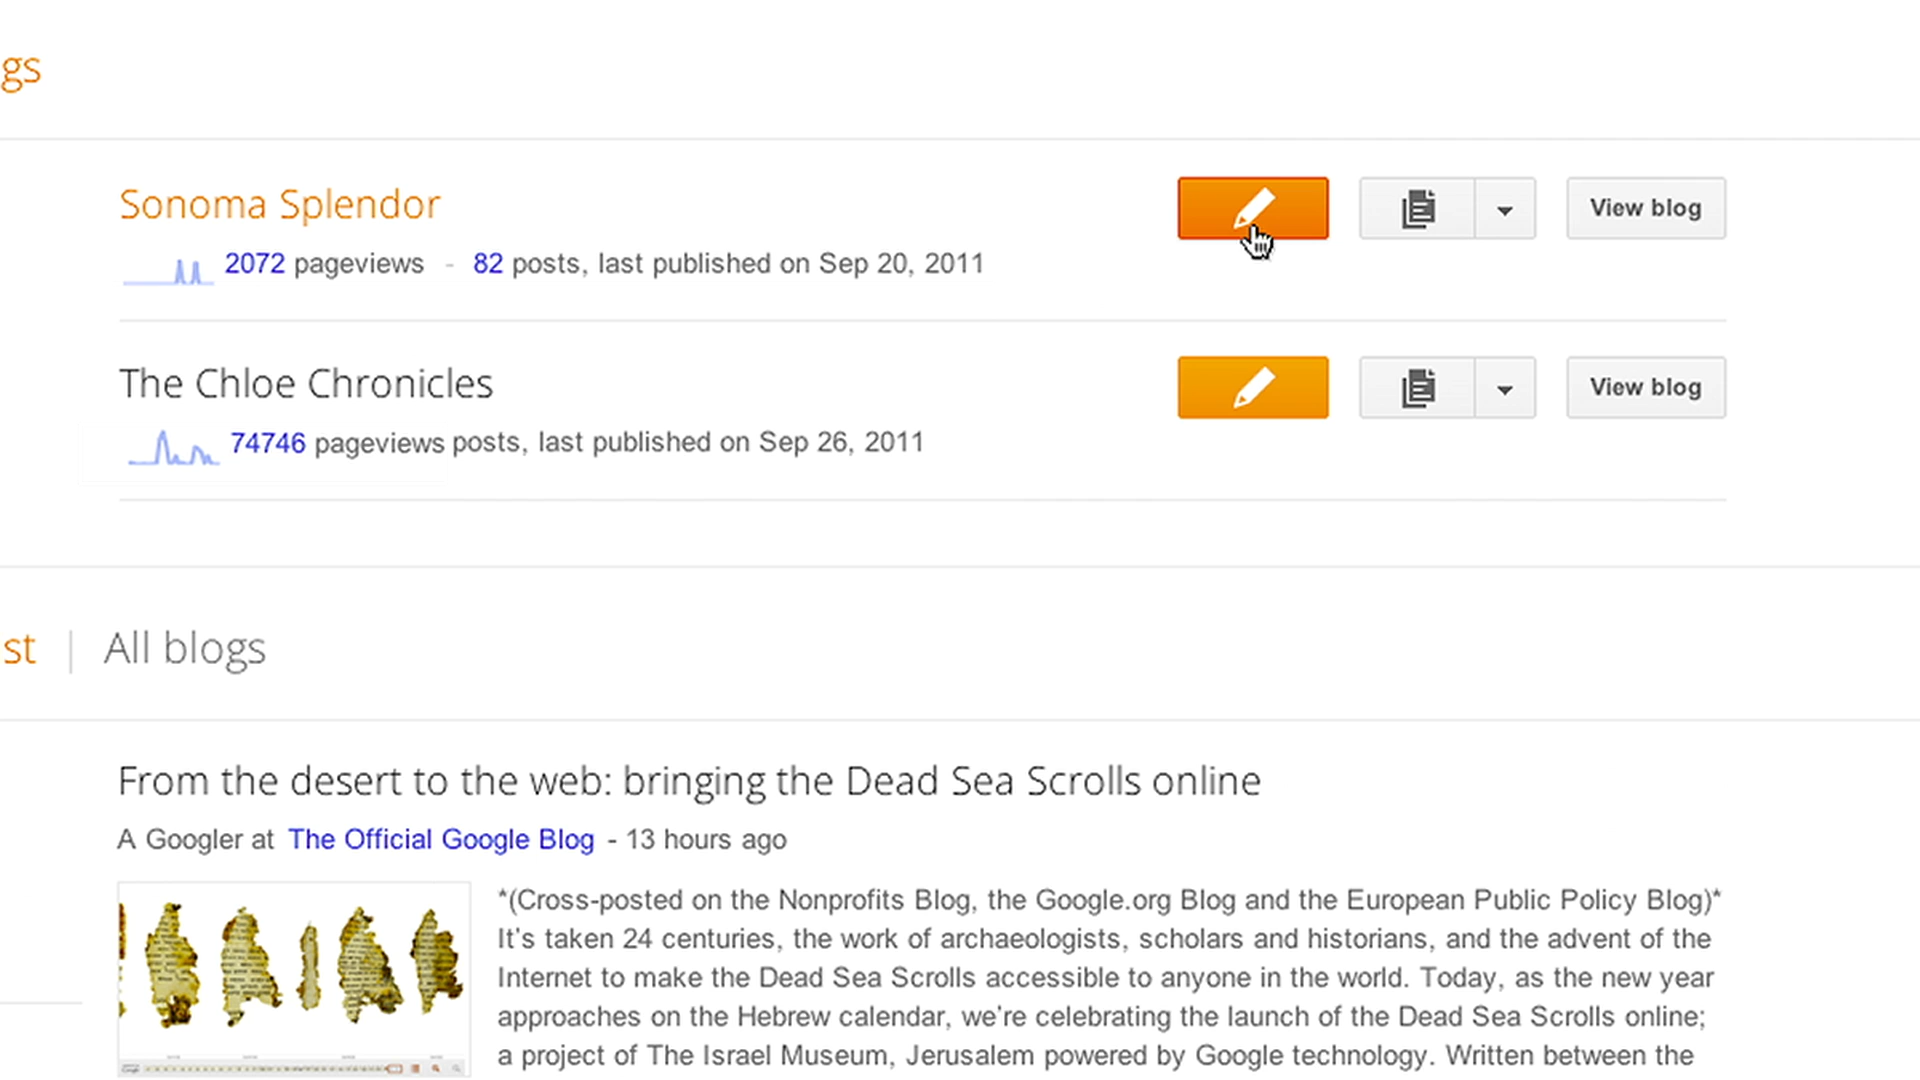 gs
Sonoma Splendor
View blog
2072 pageviews - 82 posts, last published on Sep 20, 2011
The Chloe Chronicles
View blog
74746 pageviews posts, last published on Sep 26, 2011
st | All blogs
From the desert to the web: bringing the Dead Sea Scrolls online
A Googler at The Official Google Blog - 13 hours ago
*(Cross-posted on the Nonprofits Blog, the Google.org Blog and the European Public Policy Blog)*
It's taken 24 centuries, the work of archaeologists, scholars and historians, and the advent of the
Internet to make the Dead Sea Scrolls accessible to anyone in the world. Today, as the new year
approaches on the Hebrew calendar, we're celebrating the launch of the Dead Sea Scrolls online;
a project of The Israel Museum, Jerusalem powered by Google technology. Written between the